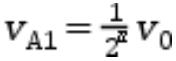 v_A1 = 1/2^n v_0